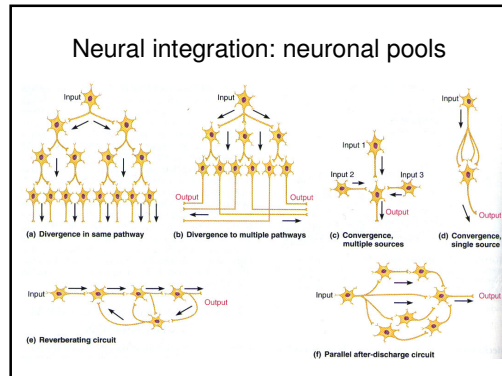 Neural integration: neuronal pools
Input
(a) Divergence in same pathway
Input
Output
Output
(b) Divergence to multiple pathways
Input 1
Input 2
Input 3
Output
(c) Convergence,
multiple sources
Input
Output
(d) Convergence,
single source
Input
Output
(e) Reverberating circuit
Input
Output
(f) Parallel after-discharge circuit